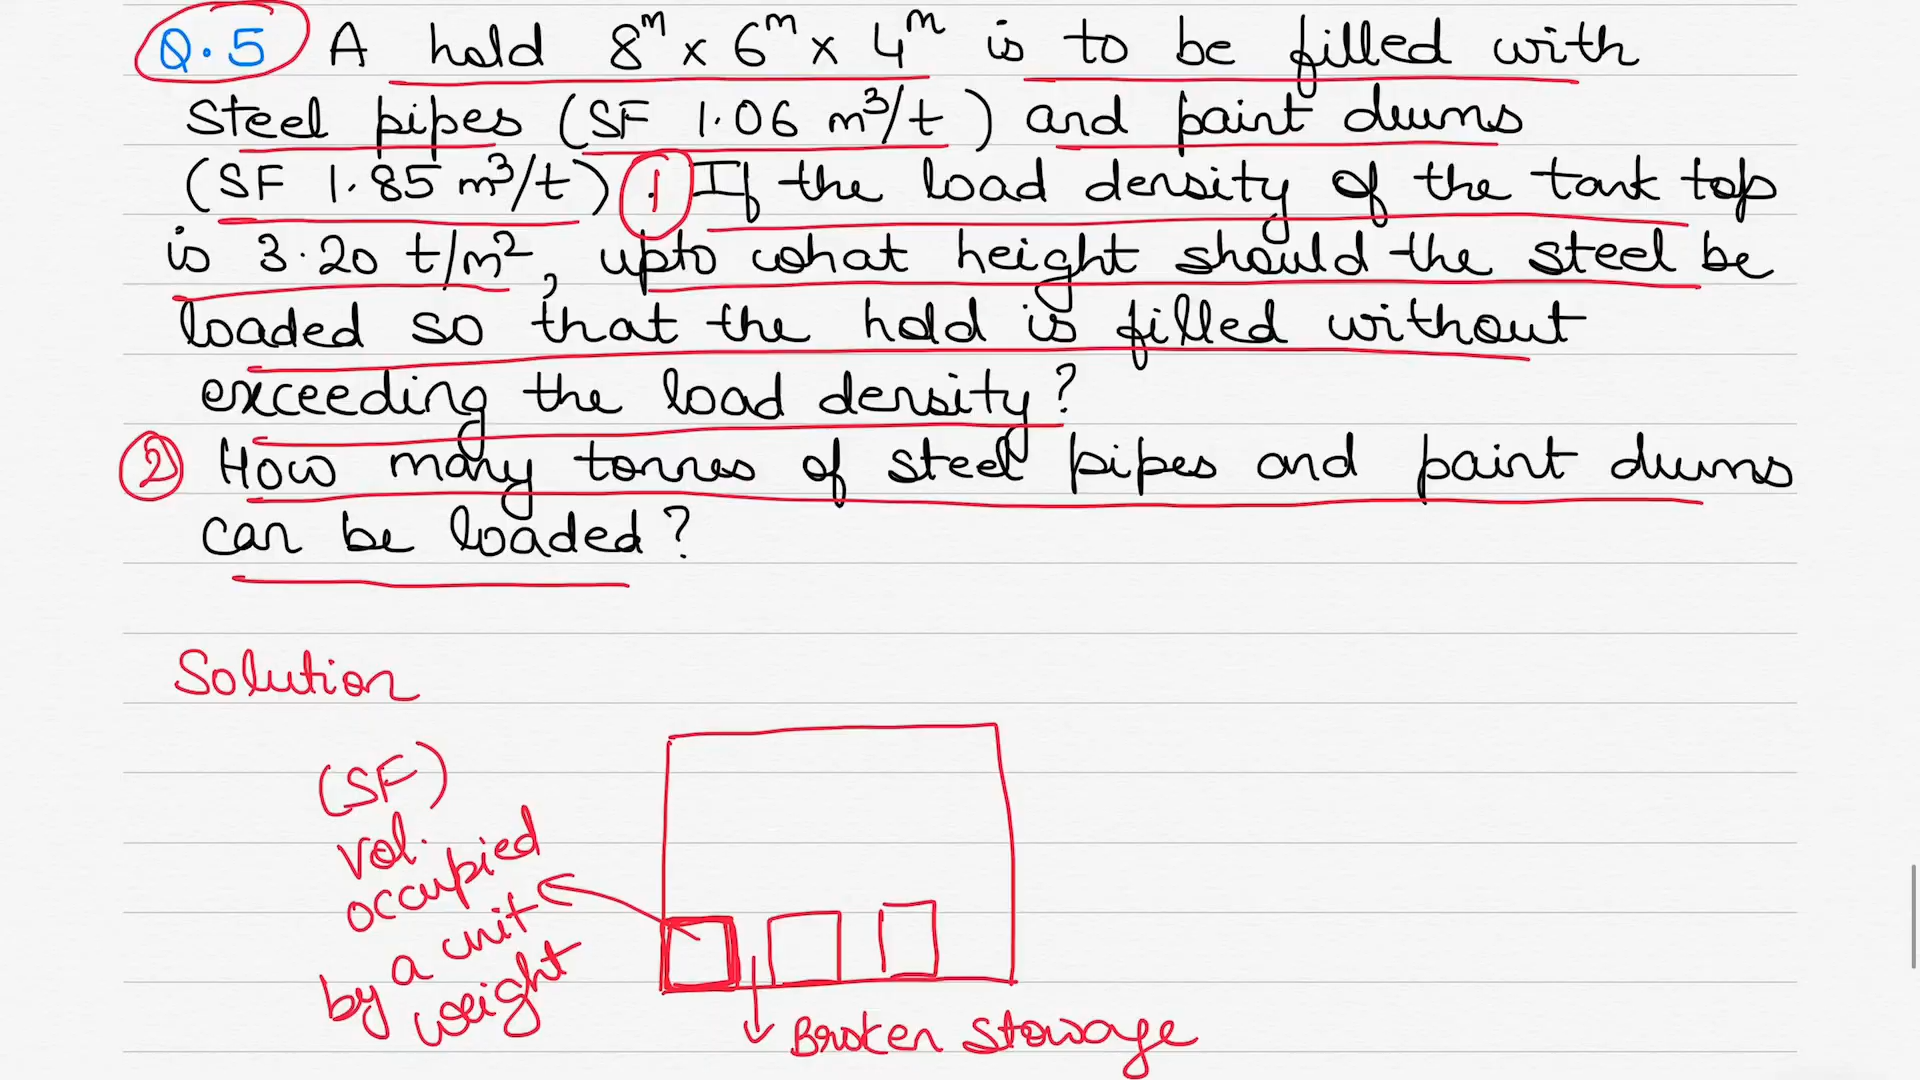 Q.5 A hold 8ᵐ x 6ᵐ x 4ᵐ is to be filled with
steel pipes (SF 1.06 m³/t) and paint drums
(SF 1.85 m³/t). 1 If the load density of the tank top
is 3.20 t/m², upto what height should the steel be
loaded so that the hold is filled without
exceeding the load density?
2 How many tonnes of steel pipes and paint drums
can be loaded?
Solution
(SF)
vol.
occupied
by a unit
weight
Broken Stowage